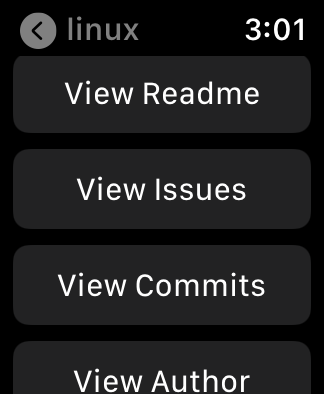 linux 3:01
View Readme
View Issues
View Commits
View Author